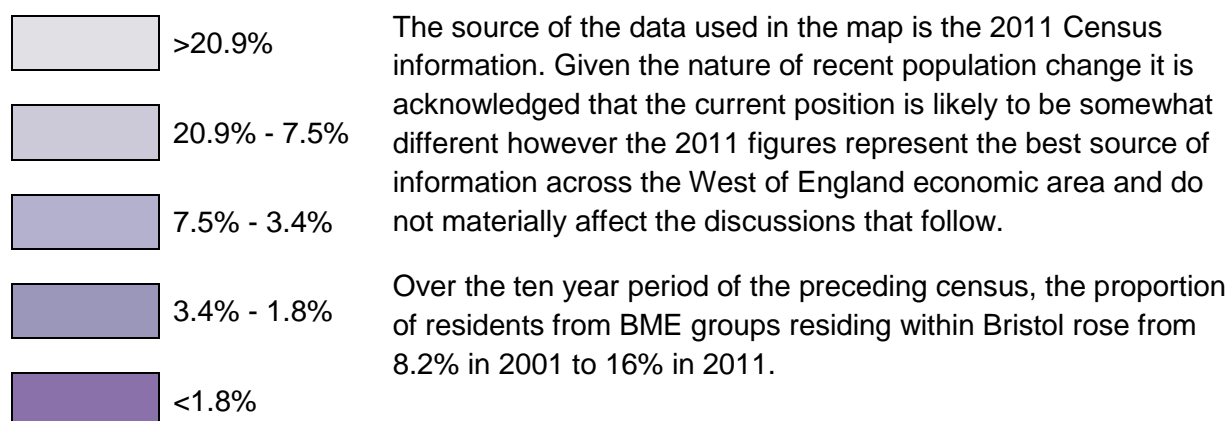 >20.9%
20.9% - 7.5%
7.5% - 3.4%
3.4% - 1.8%
<1.8%
The source of the data used in the map is the 2011 Census
information. Given the nature of recent population change it is
acknowledged that the current position is likely to be somewhat
different however the 2011 figures represent the best source of
information across the West of England economic area and do
not materially affect the discussions that follow.
Over the ten year period of the preceding census, the proportion
of residents from BME groups residing within Bristol rose from
8.2% in 2001 to 16% in 2011.